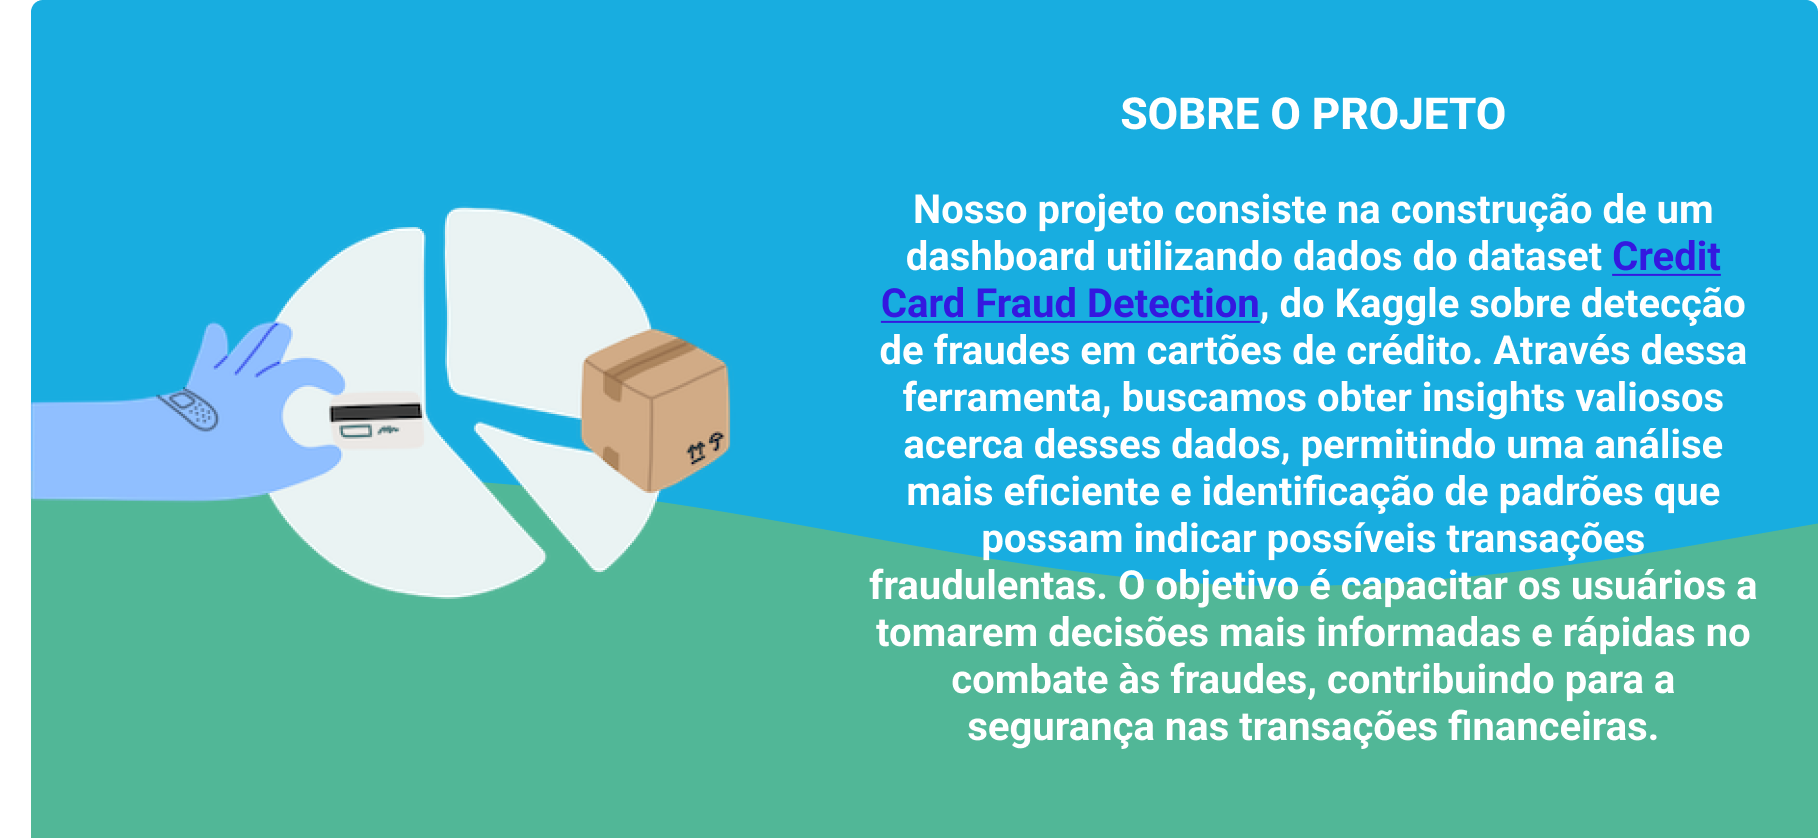 SOBRE O PROJETO
Nosso projeto consiste na construção de um
dashboard utilizando dados do dataset Credit
Card Fraud Detection, do Kaggle sobre detecção
de fraudes em cartões de crédito. Através dessa
ferramenta, buscamos obter insights valiosos
acerca desses dados, permitindo uma análise
mais eficiente e identificação de padrões que
possam indicar possíveis transações
fraudulentas. O objetivo é capacitar os usuários a
tomarem decisões mais informadas e rápidas no
combate às fraudes, contribuindo para a
segurança nas transações financeiras.